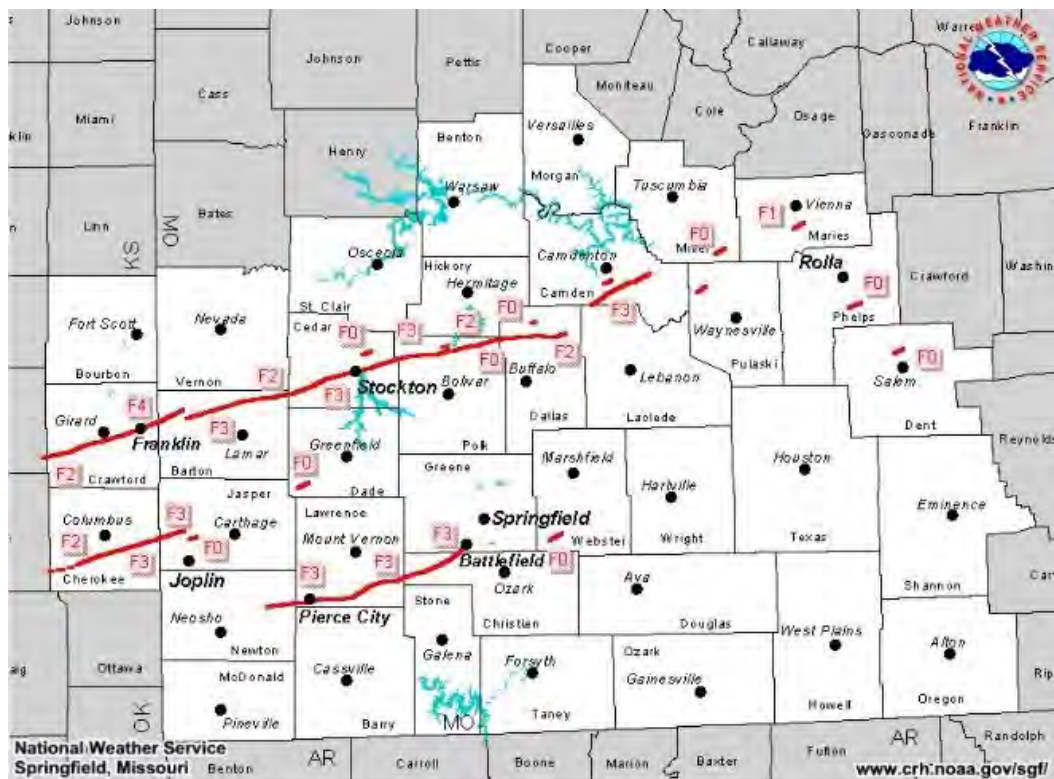 Johnson
Johnson
Pettis
Cooper
Callaway
Moniteau
Cole
Osage
Gasconade
Franklin
NATIONAL WEATHER SERVICE
Miami
Cass
Henry
Benton
Versailles
Morgan
Warsaw
Tuscumbia
F1
Vienna
Maries
Linn
KS
MO
Bates
Osceola
Hickory
Hermitage
Camdenton
Camden
F0
Miller
Rolla
Crawford
St. Clair
Cedar
F0
F3
F2
F0
F3
Waynesville
Pulaski
F0
Phelps
Fort Scott
Bourbon
Nevada
Vernon
F2
Stockton
F3
F0
Bolivar
Buffalo
F2
Lebanon
Dallas
Laclede
F0
Salem
Dent
Girard
F4
Franklin
F2
Crawford
F3
Lamar
Barton
Greenfield
F0
Dade
Polk
Greene
Marshfield
Hartville
Houston
Reynolds
Eminence
Columbus
F2
F3
F3
Cherokee
Jasper
Carthage
F0
Joplin
Lawrence
Mount Vernon
F3
F3
F3
Springfield
Battlefield
F0
Webster
Wright
Texas
Shannon
Pierce City
Ozark
Christian
Stone
Ava
Douglas
Neosho
Newton
McDonald
Pineville
Cassville
Barry
Galena
Forsyth
Taney
Ozark
Gainesville
West Plains
Howell
Alton
Oregon
Ottawa
OK
MO
National Weather Service
Springfield, Missouri
Benton
AR
Carroll
Boone
Marion
Baxter
Fulton
AR
Randolph
www.crh.noaa.gov/sgf/